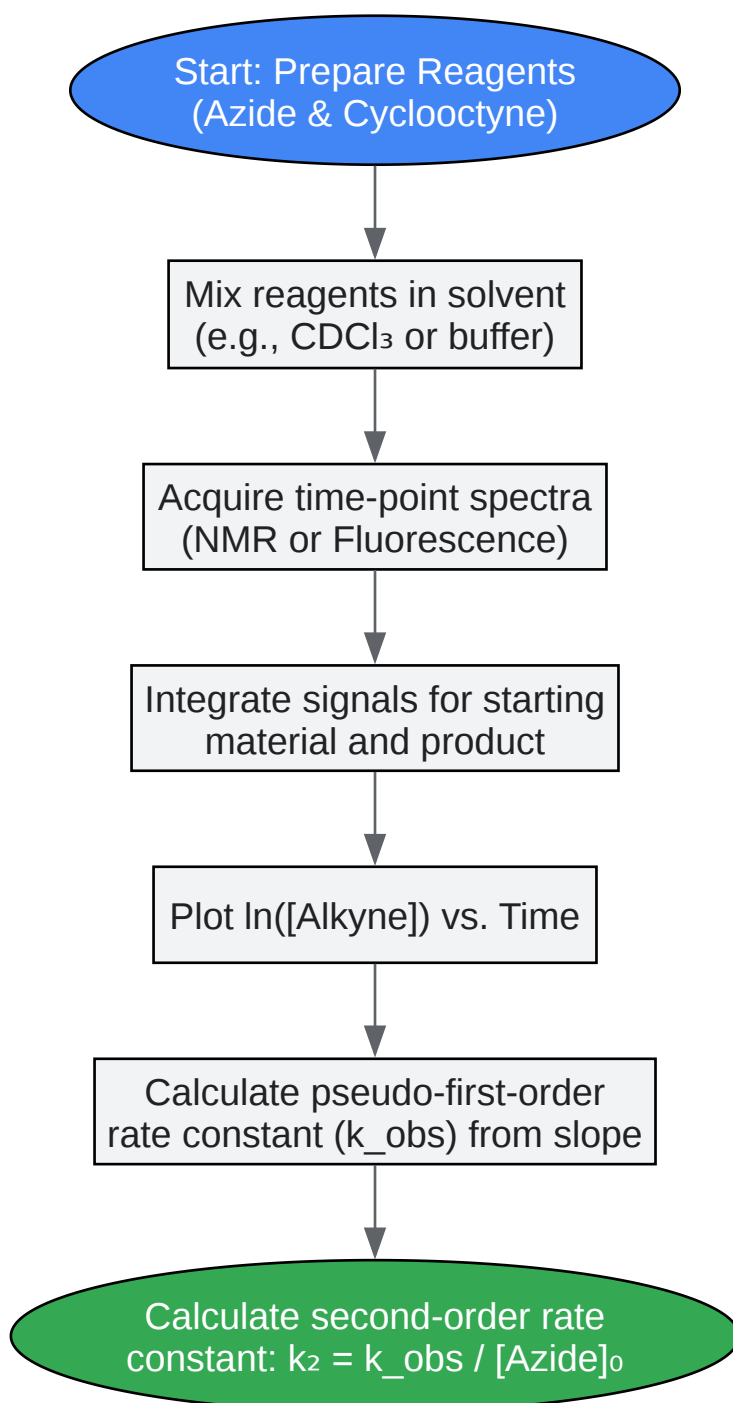 Start: Prepare Reagents
(Azide & Cyclooctyne)
Mix reagents in solvent
(e.g., CDCl₃ or buffer)
Acquire time-point spectra
(NMR or Fluorescence)
Integrate signals for starting
material and product
Plot ln([Alkyne]) vs. Time
Calculate pseudo-first-order
rate constant (k_obs) from slope
Calculate second-order rate
constant: k₂ = k_obs / [Azide]₀